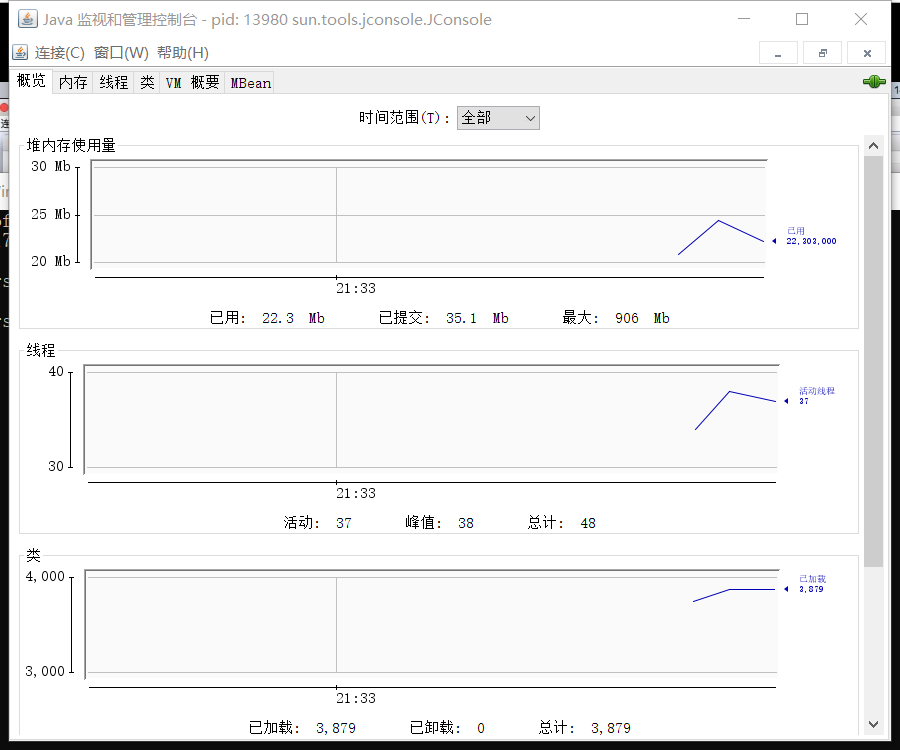 Java 监视和管理控制台 - pid: 13980 sun.tools.jconsole.JConsole
连接(C) 窗口(W) 帮助(H)
概览 内存 线程 类 VM 概要 MBean
时间范围(T): 全部
堆内存使用量
30 Mb
25 Mb
20 Mb
已用
22,303,000
21:33
已用: 22.3 Mb 已提交: 35.1 Mb 最大: 906 Mb
线程
40
30
活动线程
37
21:33
活动: 37 峰值: 38 总计: 48
类
4,000
3,000
已加载
3,879
21:33
已加载: 3,879 已卸载: 0 总计: 3,879